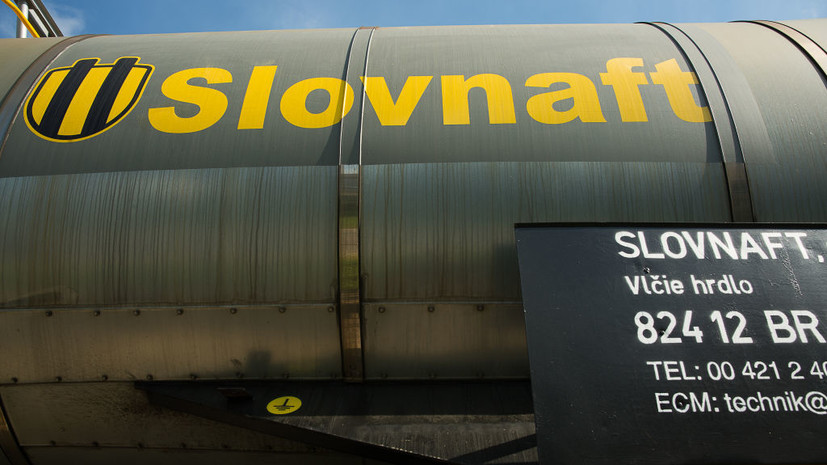 Slovnaft
SLOVNAFT,
Vlčie hrdlo
824 12 BR
TEL: 00 421 2 4
ECM: technik@